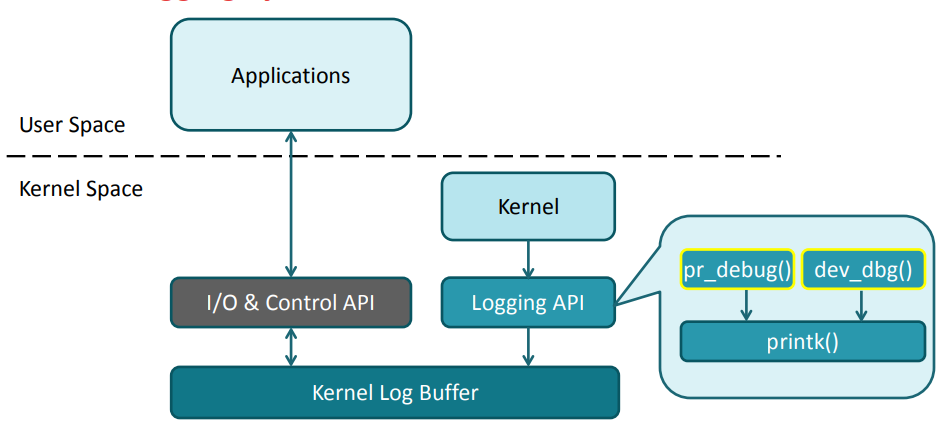 Applications
User Space
Kernel Space
Kernel
pr_debug()
dev_dbg()
I/O & Control API
Logging API
printk()
Kernel Log Buffer